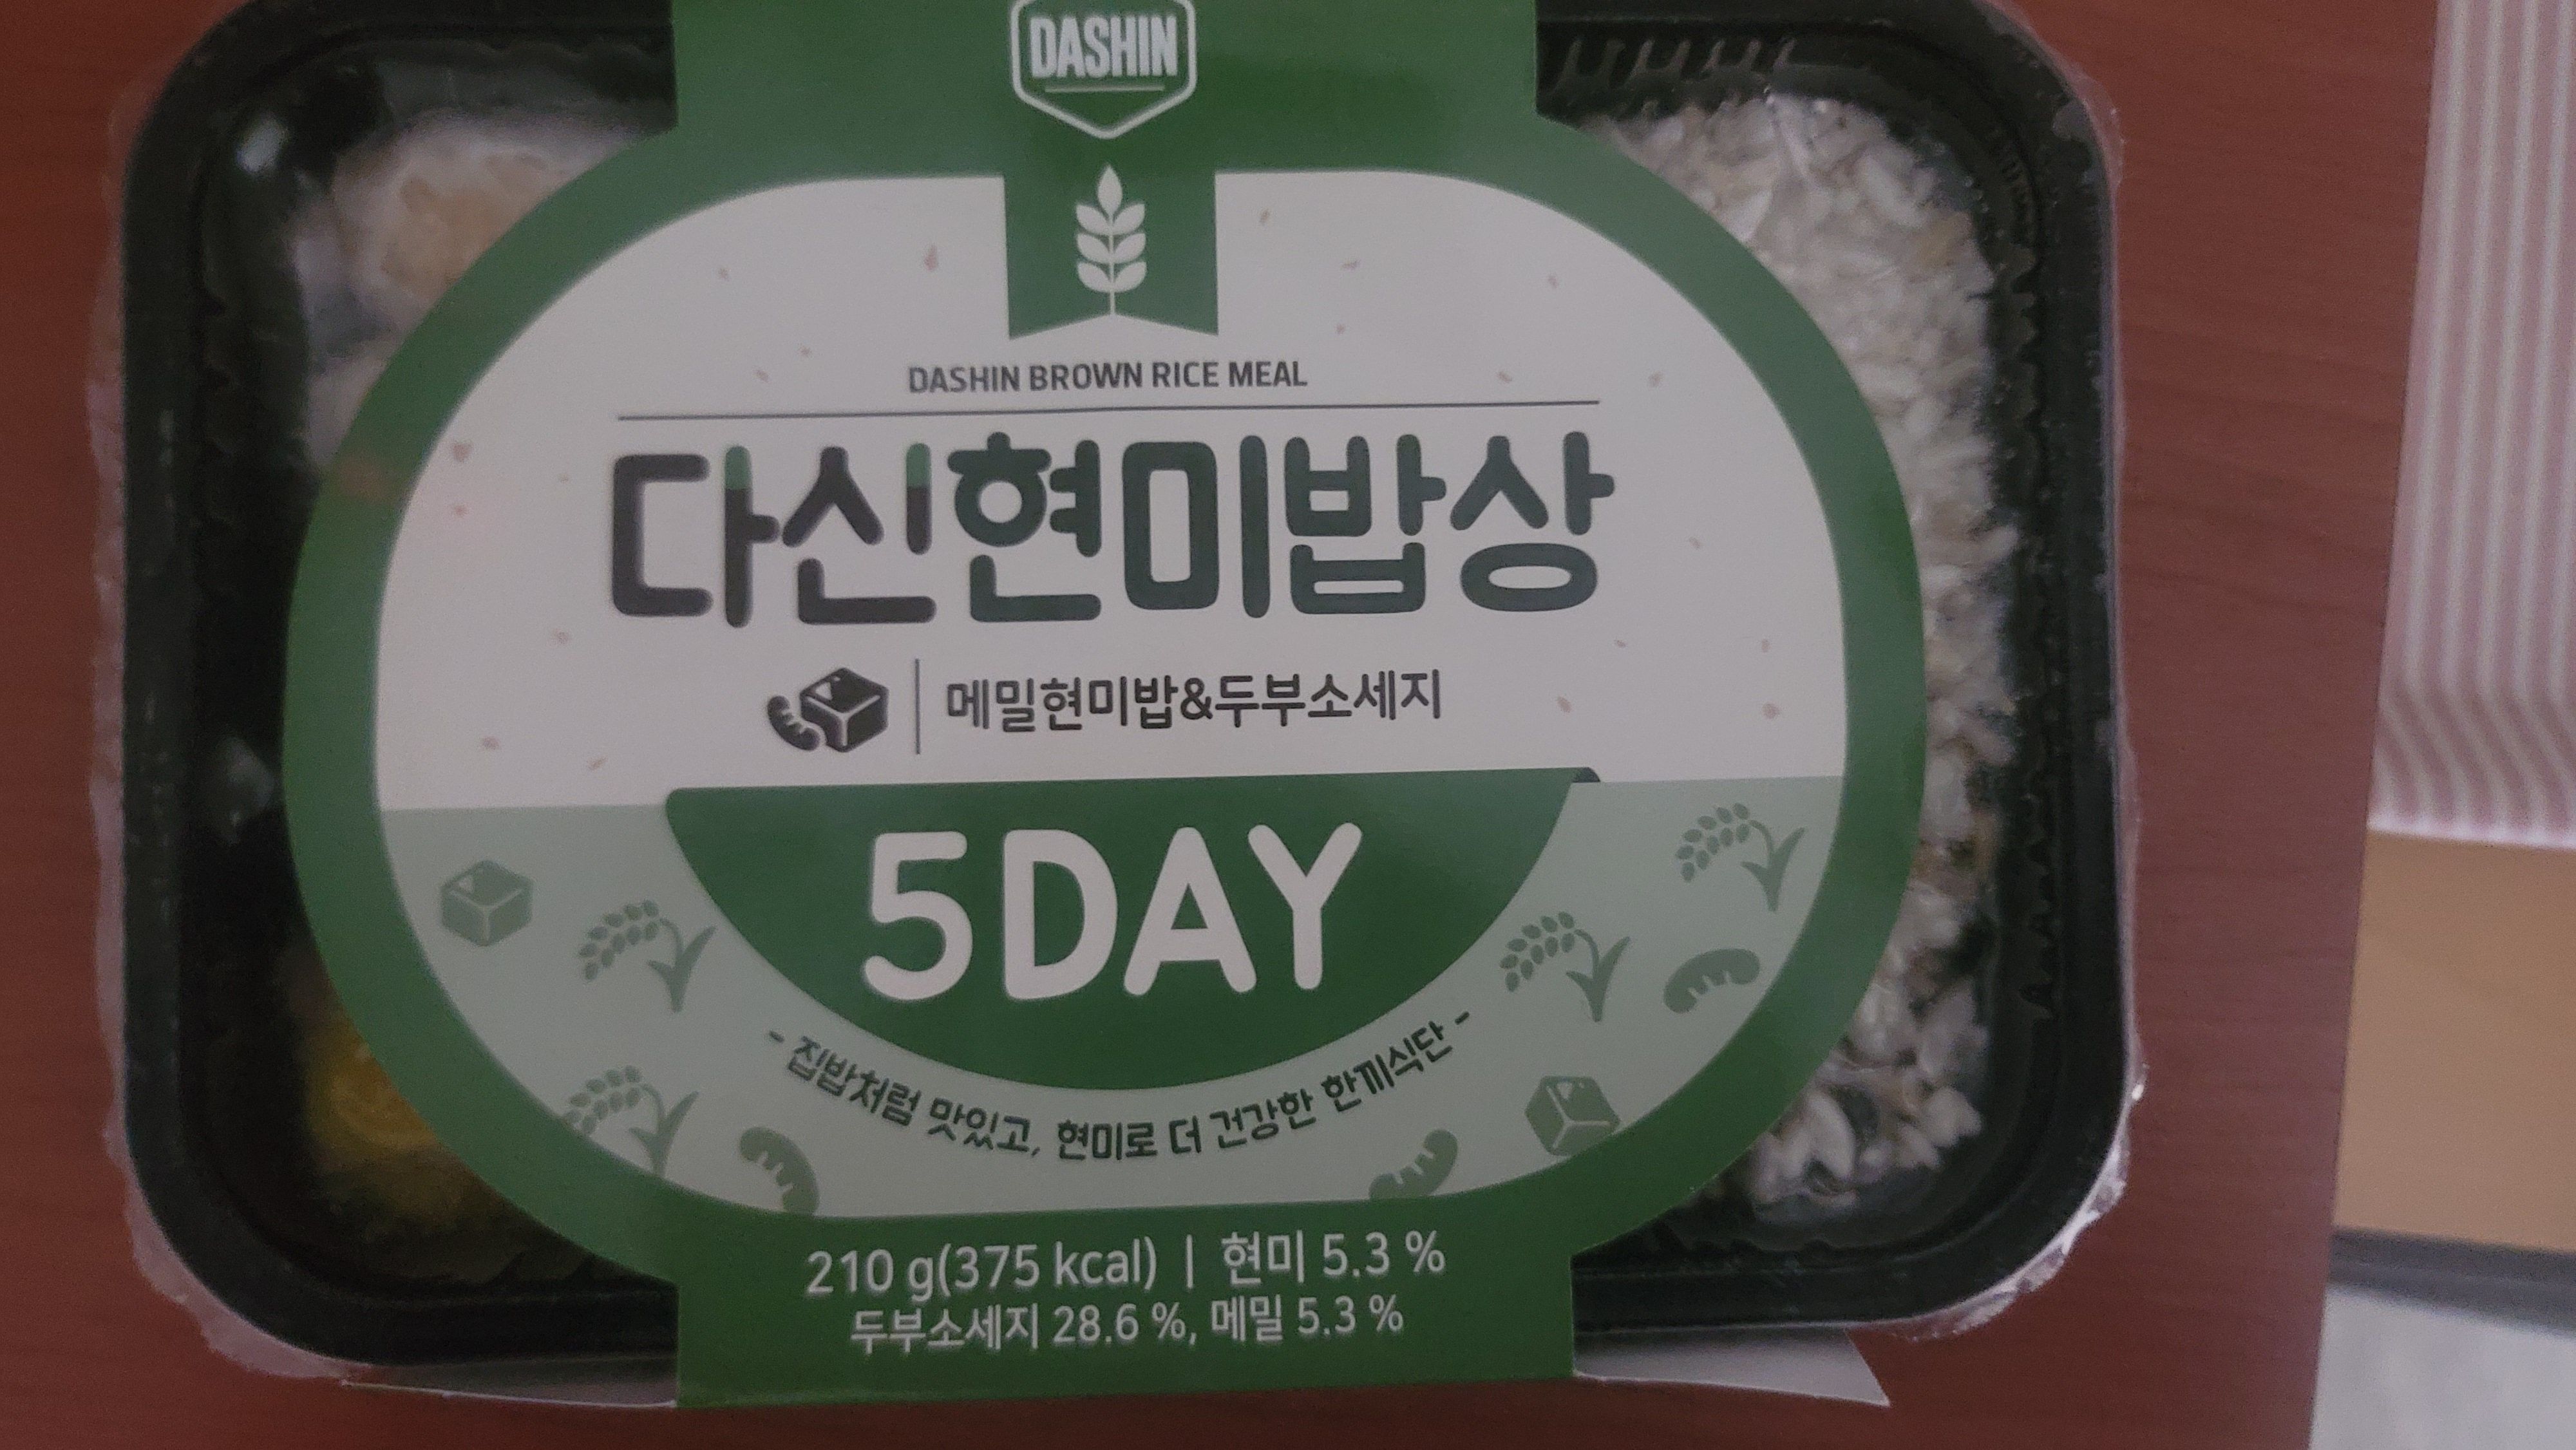 DASHIN
DASHIN BROWN RICE MEAL
다신현미밥상
메밀현미밥&두부소세지
5DAY
- 집밥처럼 맛있고, 현미로 더 건강한 한끼식단 -
210 g(375 kcal) | 현미 5.3 %
두부소세지 28.6 %, 메밀 5.3 %